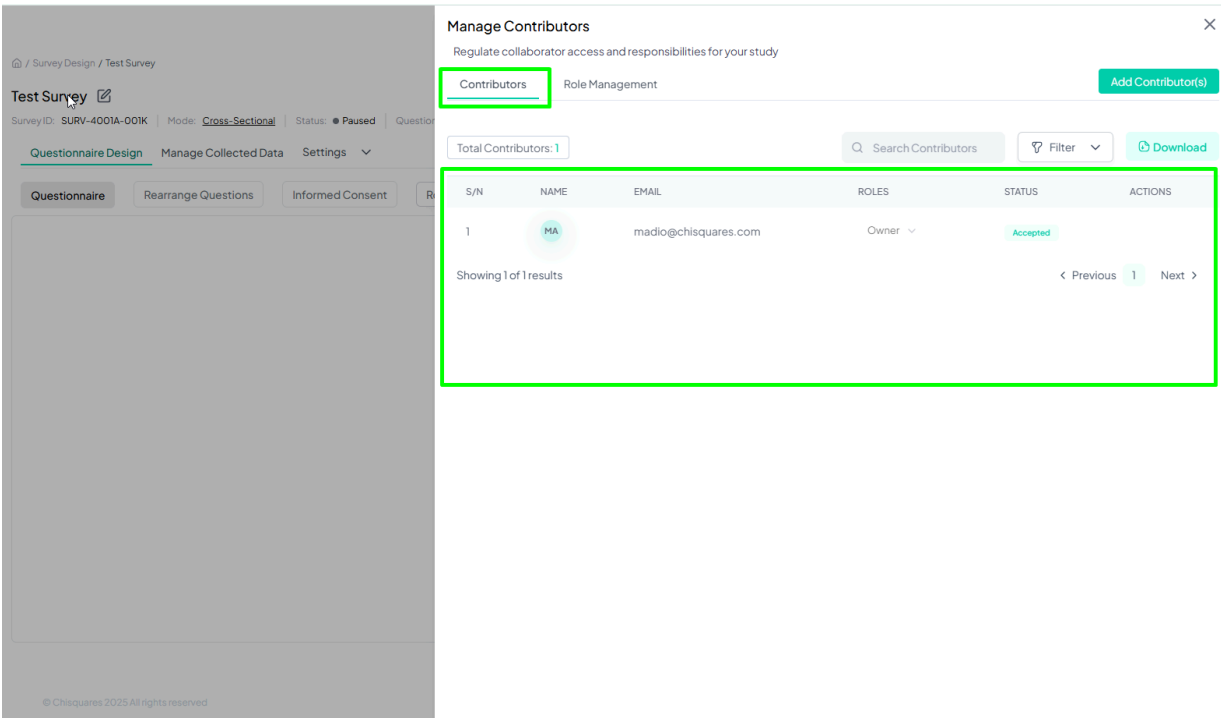 Manage Contributors
Regulate collaborator access and responsibilities for your study
/ Survey Design / Test Survey
Contributors Role Management Add Contributor(s)
Test Survey
Survey ID: SURV-4001A-001K Mode: Cross-Sectional Status: Paused Question
Total Contributors: 1 Search Contributors Filter Download
Questionnaire Design Manage Collected Data Settings
Questionnaire Rearrange Questions Informed Consent R
S/N NAME EMAIL ROLES STATUS ACTIONS
1 MA madio@chisquares.com Owner Accepted
Showing 1 of 1 results Previous 1 Next
© Chisquares 2025 All rights reserved